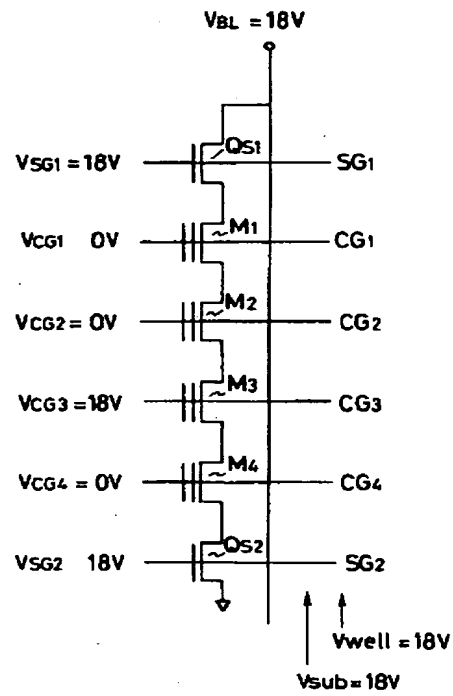 VBL = 18V
QS1
VSG1 = 18V SG1
M1
VCG1 0V CG1
M2
VCG2 = 0V CG2
M3
VCG3 = 18V CG3
M4
VCG4 = 0V CG4
QS2
VSG2 18V SG2
Vwell = 18V
Vsub = 18V